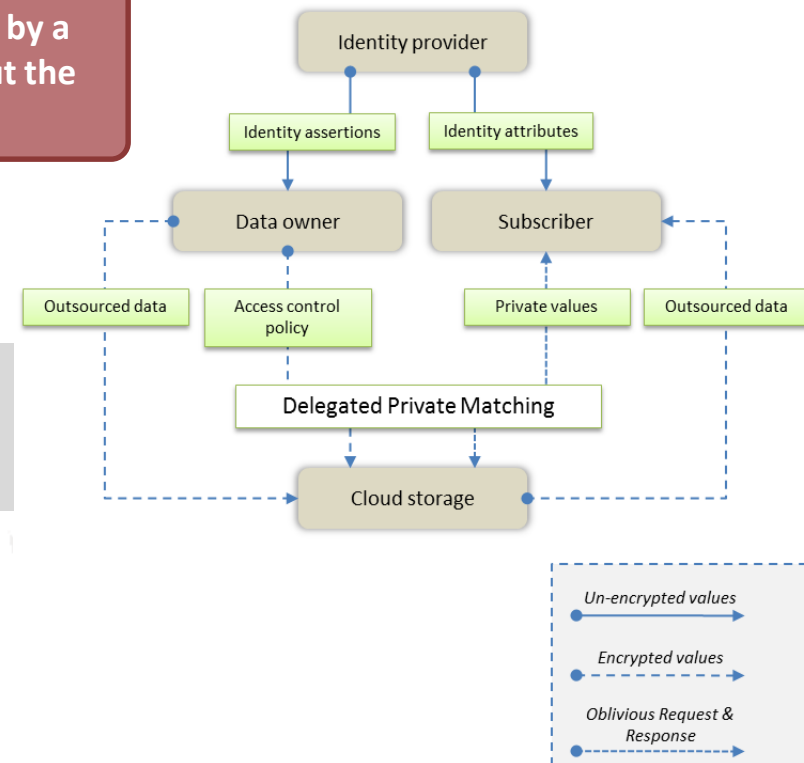 by a
ut the
Identity provider
Identity assertions
Identity attributes
Data owner
Subscriber
Outsourced data
Access control
policy
Private values
Outsourced data
Delegated Private Matching
Cloud storage
Un-encrypted values
Encrypted values
Oblivious Request &
Response